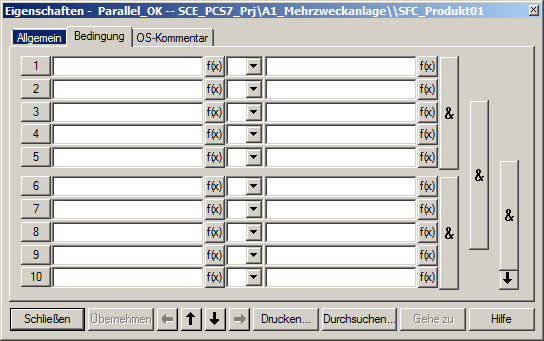 Eigenschaften - Parallel_OK -- SCE_PCS7_Prj\A1_Mehrzweckanlage\\SFC_Produkt01
Allgemein Bedingung OS-Kommentar
1 f(x) f(x)
2 f(x) f(x)
3 f(x) f(x) &
4 f(x) f(x)
5 f(x) f(x)
&
6 f(x) f(x)
7 f(x) f(x)
8 f(x) f(x) & &
9 f(x) f(x)
10 f(x) f(x)
Schließen Übernehmen Drucken... Durchsuchen... Gehe zu Hilfe